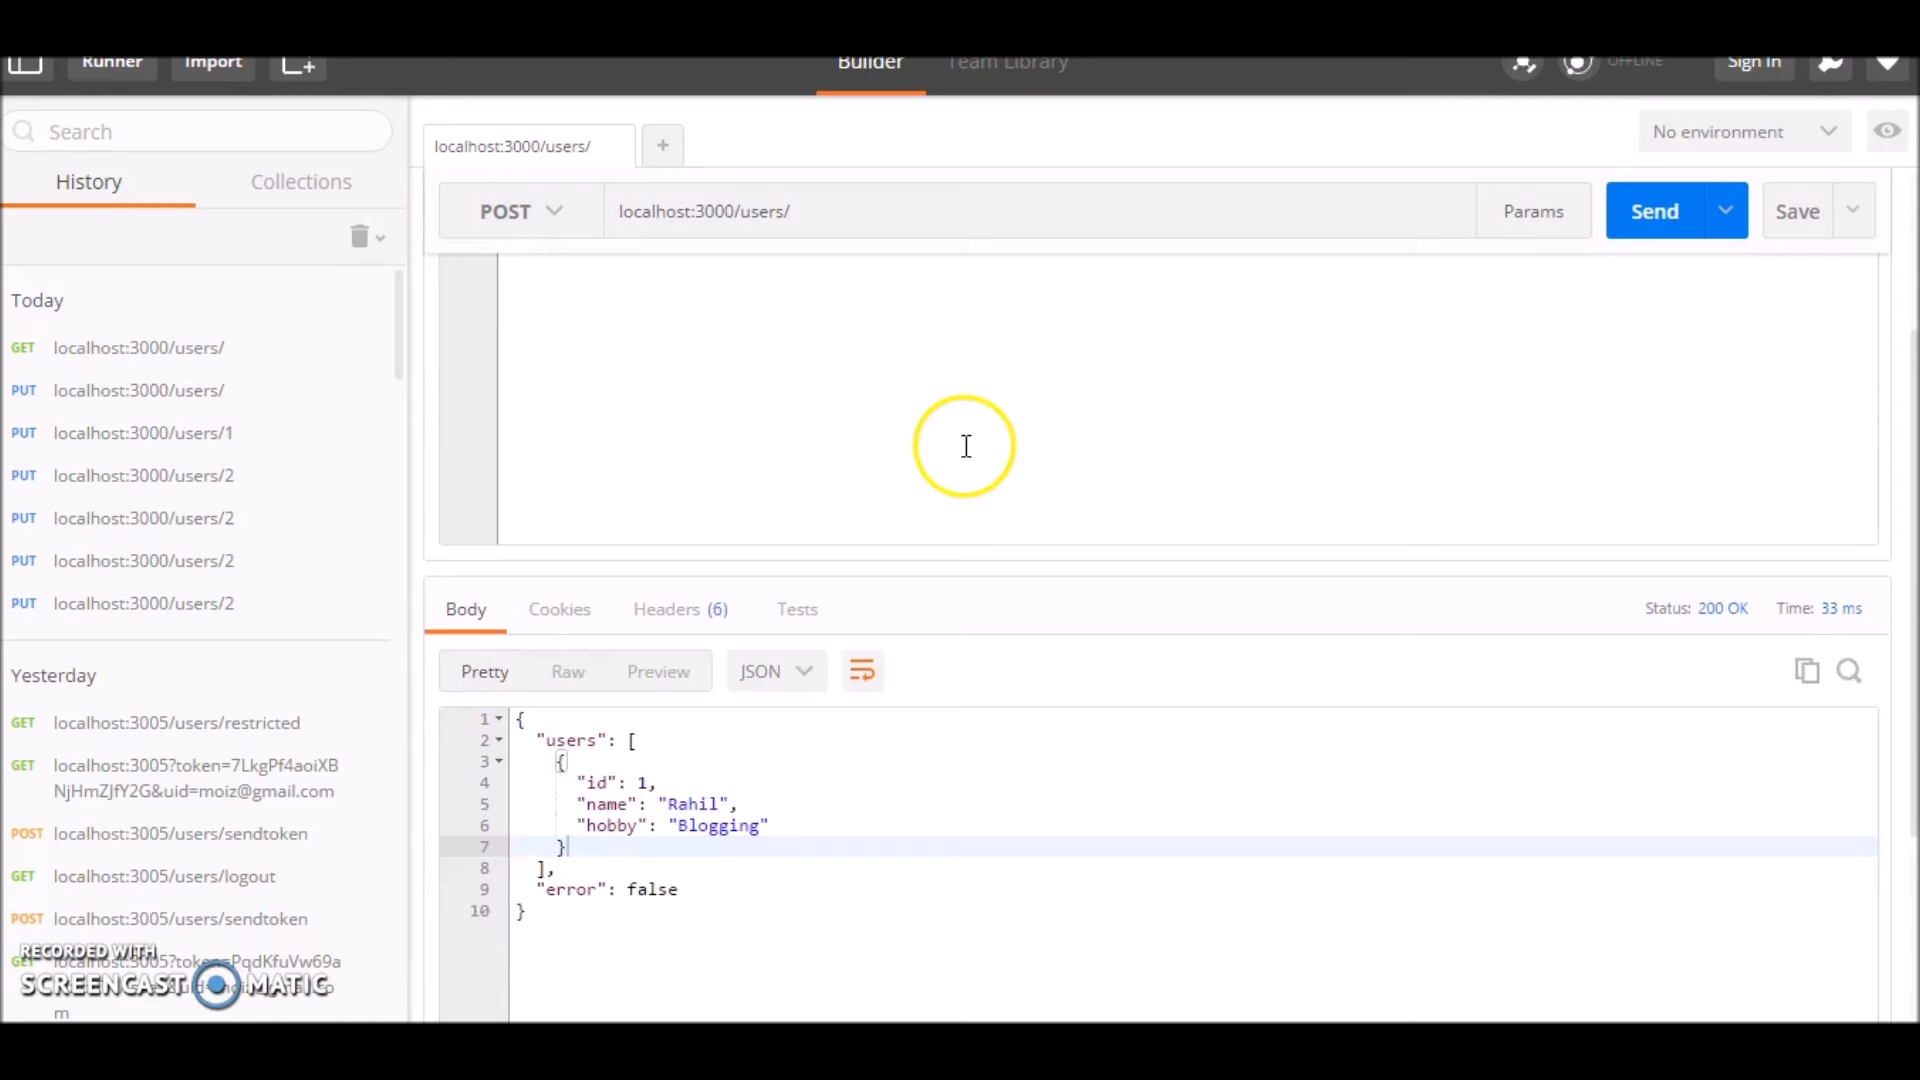 Runner Import Builder Team Library OFFLINE Sign In
Search
History Collections
Today
GET localhost:3000/users/
PUT localhost:3000/users/
PUT localhost:3000/users/1
PUT localhost:3000/users/2
PUT localhost:3000/users/2
PUT localhost:3000/users/2
PUT localhost:3000/users/2
Yesterday
GET localhost:3005/users/restricted
GET localhost:3005?token=7LkgPf4aoiXB
NjHmZJfY2G&uid=moiz@gmail.com
POST localhost:3005/users/sendtoken
GET localhost:3005/users/logout
POST localhost:3005/users/sendtoken
GET localhost:3005?token=PqdKfuVw69a
m
RECORDED WITH
SCREENCAST MATIC
localhost:3000/users/ +
No environment
POST localhost:3000/users/ Params Send Save
Body Cookies Headers (6) Tests Status: 200 OK Time: 33 ms
Pretty Raw Preview JSON
1 {
2 "users": [
3 {
4 "id": 1,
5 "name": "Rahil",
6 "hobby": "Blogging"
7 }
8 ],
9 "error": false
10 }